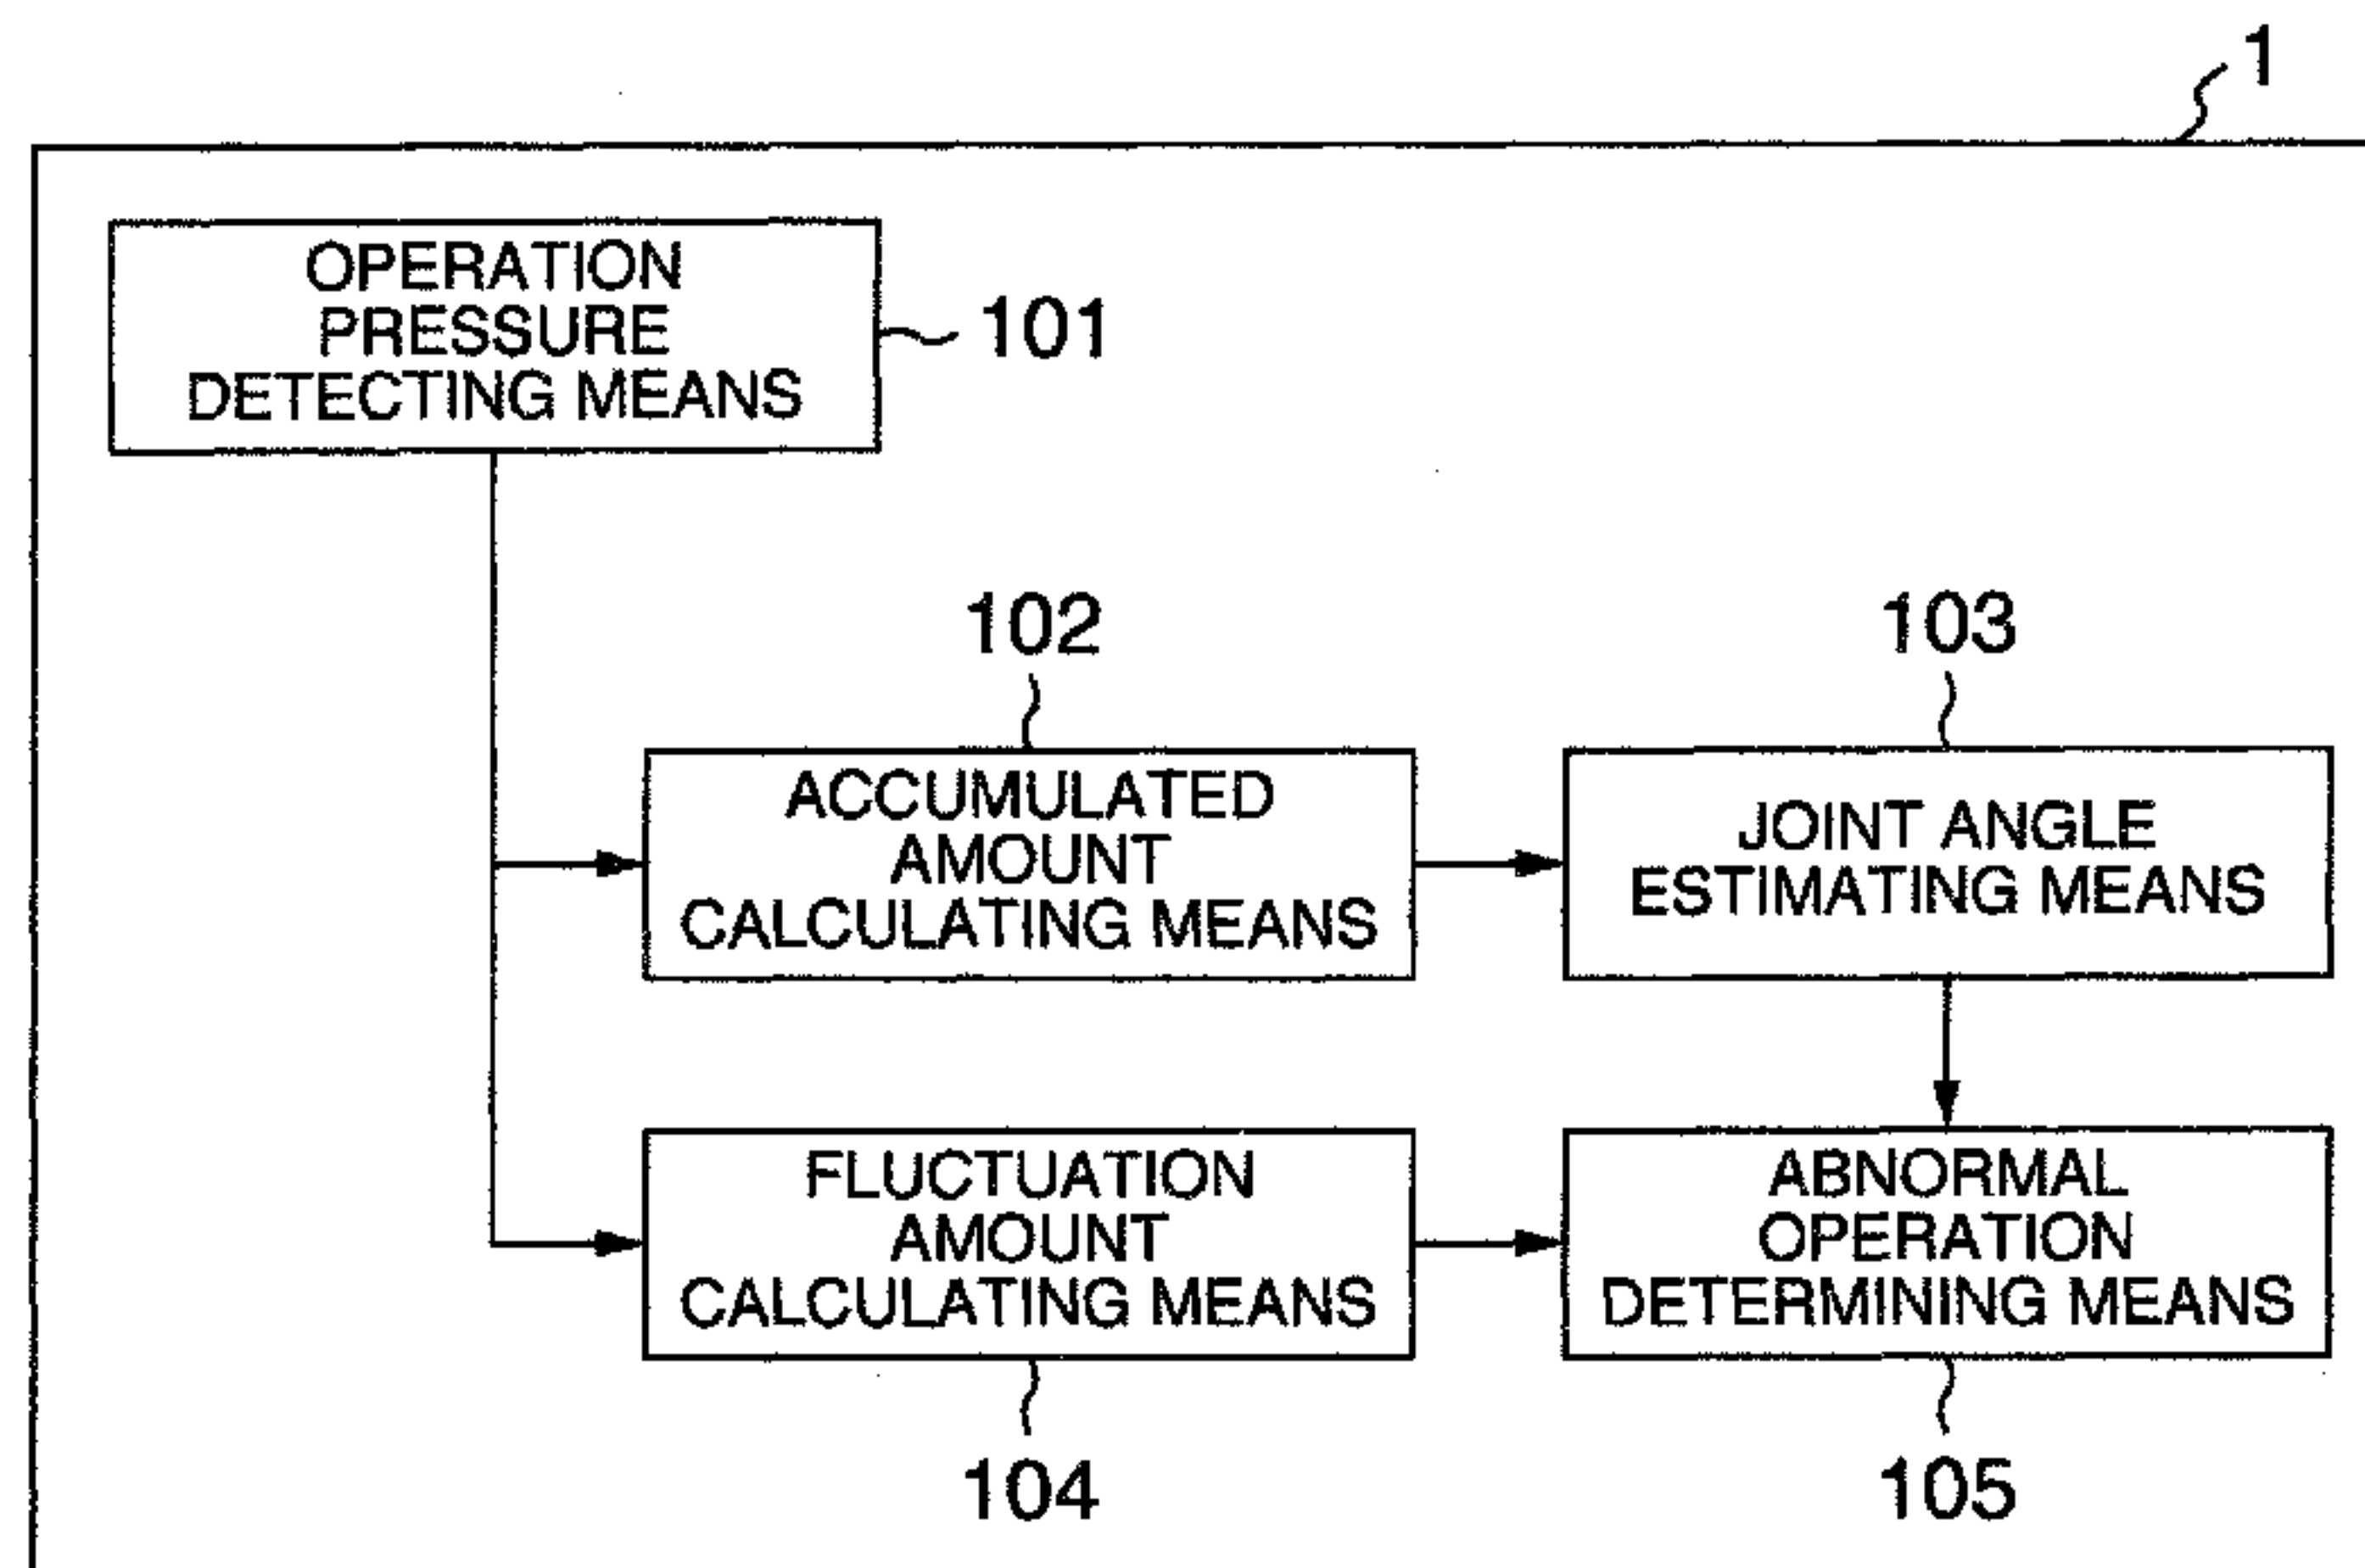 1
OPERATION
PRESSURE
DETECTING MEANS
101
102
103
ACCUMULATED
AMOUNT
CALCULATING MEANS
JOINT ANGLE
ESTIMATING MEANS
FLUCTUATION
AMOUNT
CALCULATING MEANS
ABNORMAL
OPERATION
DETERMINING MEANS
104
105